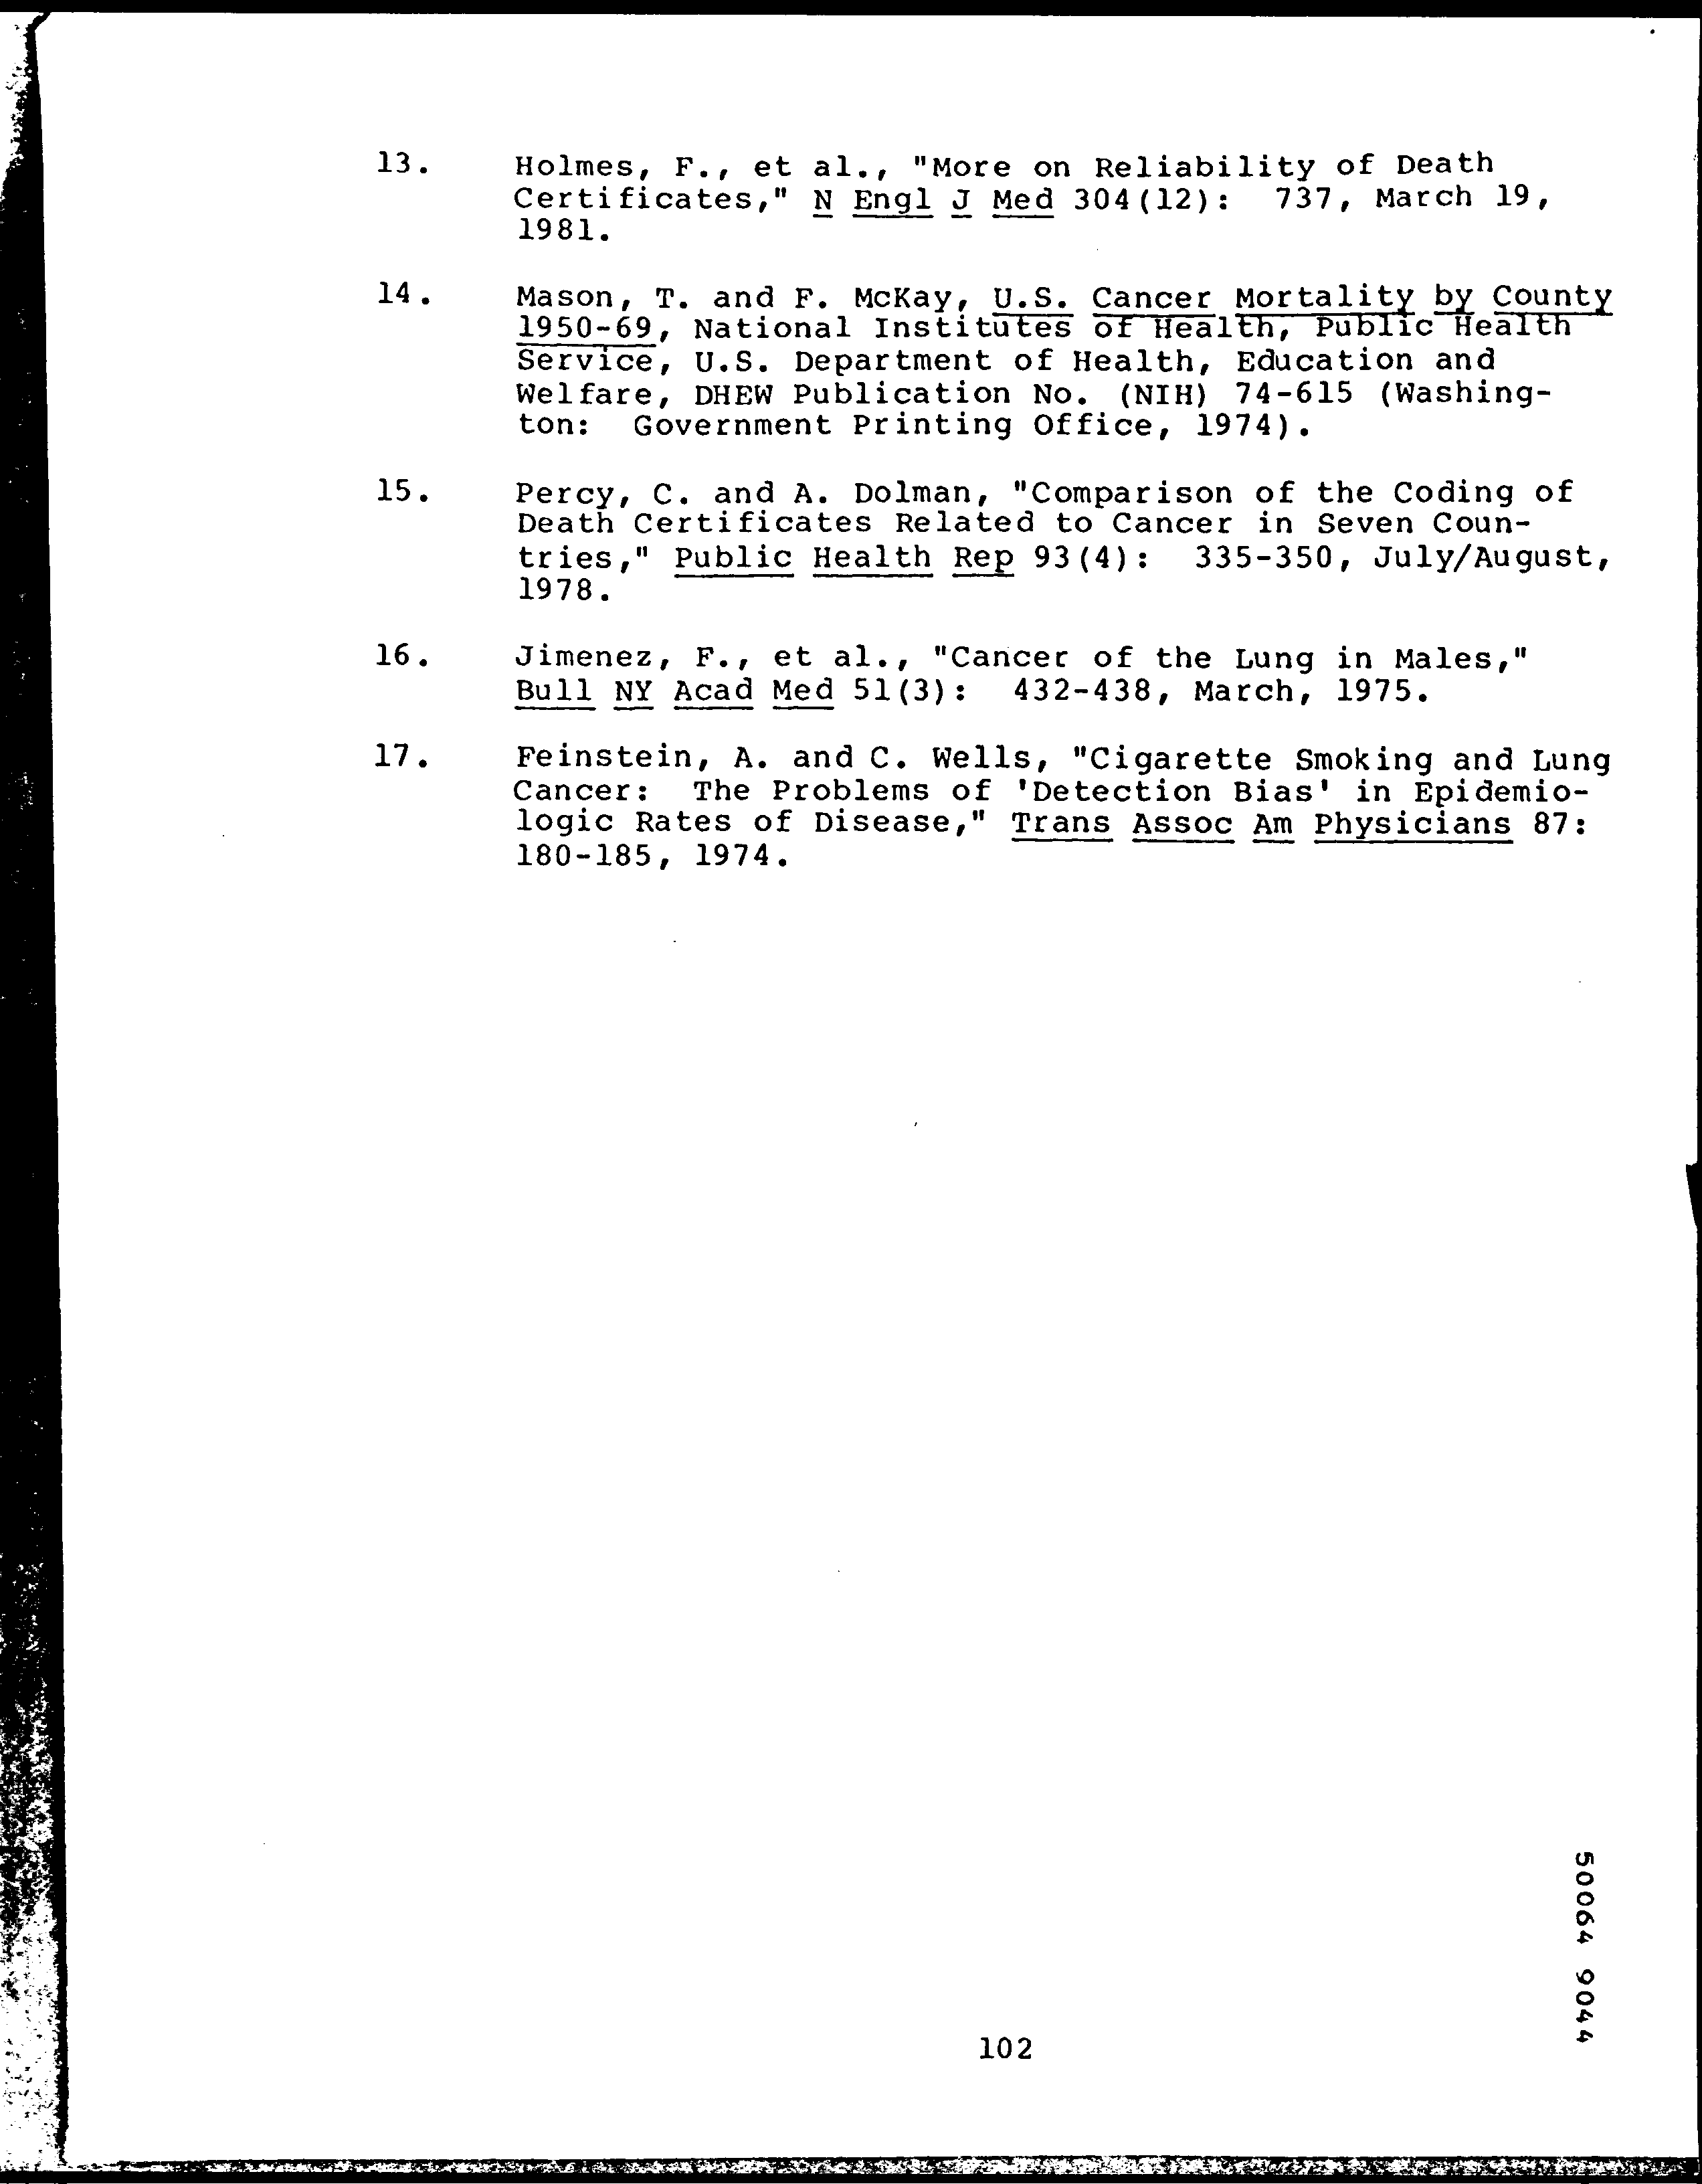 13. Holmes, F., et al., "More on Reliability of Death
Certificates," N Engl J Med 304(12):  737, March 19,
1981.
14. Mason, T. and F. McKay, U.S. Cancer Mortality by County
1950-69, National Institutes of Health, Public Health
Service, U.S. Department of Health, Education and
Welfare, DHEW Publication No. (NIH) 74-615 (Washing-
ton:  Government Printing Office, 1974).
15. Percy, C. and A. Dolman, "Comparison of the Coding of
Death Certificates Related to Cancer in Seven Coun-
tries," Public Health Rep 93(4):  335-350, July/August,
1978.
16. Jimenez, F., et al., "Cancer of the Lung in Males,"
Bull NY Acad Med 51(3):  432-438, March, 1975.
17. Feinstein, A. and C. Wells, "Cigarette Smoking and Lung
Cancer:  The Problems of 'Detection Bias' in Epidemio-
logic Rates of Disease," Trans Assoc Am Physicians 87:
180-185, 1974.
50064 9044
102